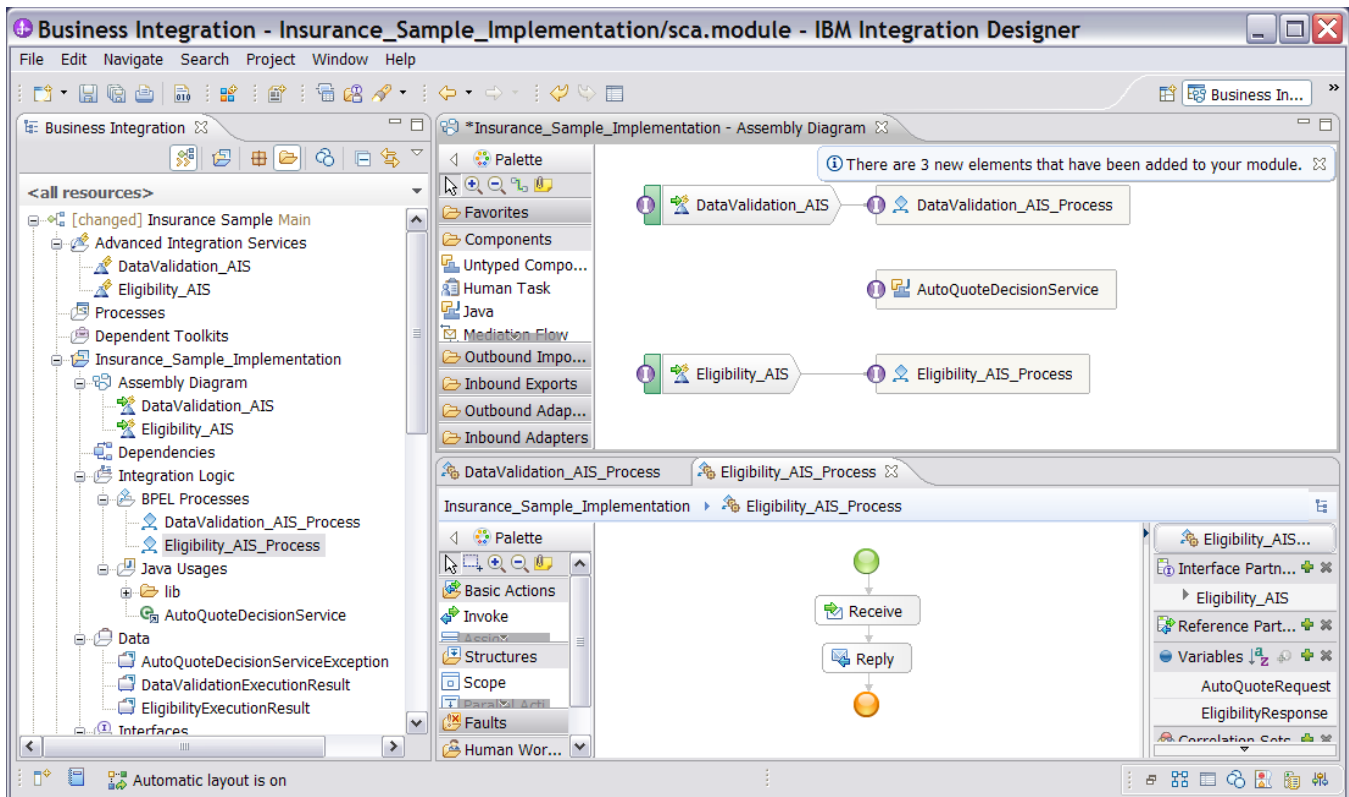 Business Integration - Insurance_Sample_Implementation/sca.module - IBM Integration Designer
File Edit Navigate Search Project Window Help
Business In... »
Business Integration
<all resources>
[changed] Insurance Sample Main
Advanced Integration Services
DataValidation_AIS
Eligibility_AIS
Processes
Dependent Toolkits
Insurance_Sample_Implementation
Assembly Diagram
DataValidation_AIS
Eligibility_AIS
Dependencies
Integration Logic
BPEL Processes
DataValidation_AIS_Process
Eligibility_AIS_Process
Java Usages
lib
AutoQuoteDecisionService
Data
AutoQuoteDecisionServiceException
DataValidationExecutionResult
EligibilityExecutionResult
Interfaces
*Insurance_Sample_Implementation - Assembly Diagram
Palette
Favorites
Components
Untyped Compo...
Human Task
Java
Mediation Flow
Outbound Impo...
Inbound Exports
Outbound Adap...
Inbound Adapters
There are 3 new elements that have been added to your module.
DataValidation_AIS
DataValidation_AIS_Process
AutoQuoteDecisionService
Eligibility_AIS
Eligibility_AIS_Process
DataValidation_AIS_Process
Eligibility_AIS_Process
Insurance_Sample_Implementation
Eligibility_AIS_Process
Palette
Basic Actions
Invoke
Assign
Structures
Scope
Parallel Acti
Faults
Human Wor...
Receive
Reply
Eligibility_AIS...
Interface Partn...
Eligibility_AIS
Reference Part...
Variables
AutoQuoteRequest
EligibilityResponse
Correlation Sets
Automatic layout is on